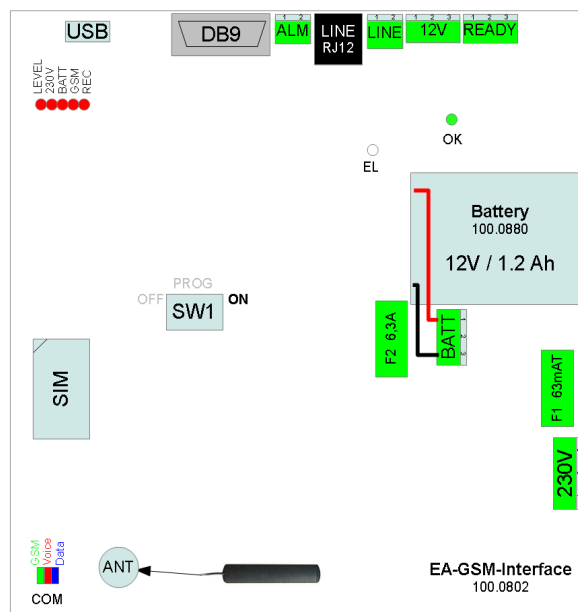 USB
DB9
1 2
ALM
LINE
RJ12
1 2
LINE
1 2 3
12V
1 2 3
READY
LEVEL
230V
BATT
GSM
REC
OK
EL
Battery
100.0880
12V / 1.2 Ah
PROG
OFF
ON
SW1
F2 6,3A
BATT
1
2
3
SIM
F1 63mAT
230V
GSM
Voice
Data
COM
ANT
EA-GSM-Interface
100.0802